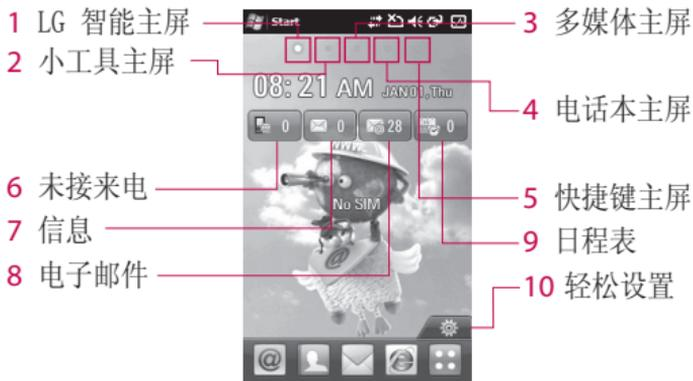 1 LG 智能主屏
2 小工具主屏
3 多媒体主屏
4 电话本主屏
5 快捷键主屏
6 未接来电
7 信息
8 电子邮件
9 日程表
10 轻松设置
Start
08:21 AM JAN 01, Thu
0 0 28 0
No SIM